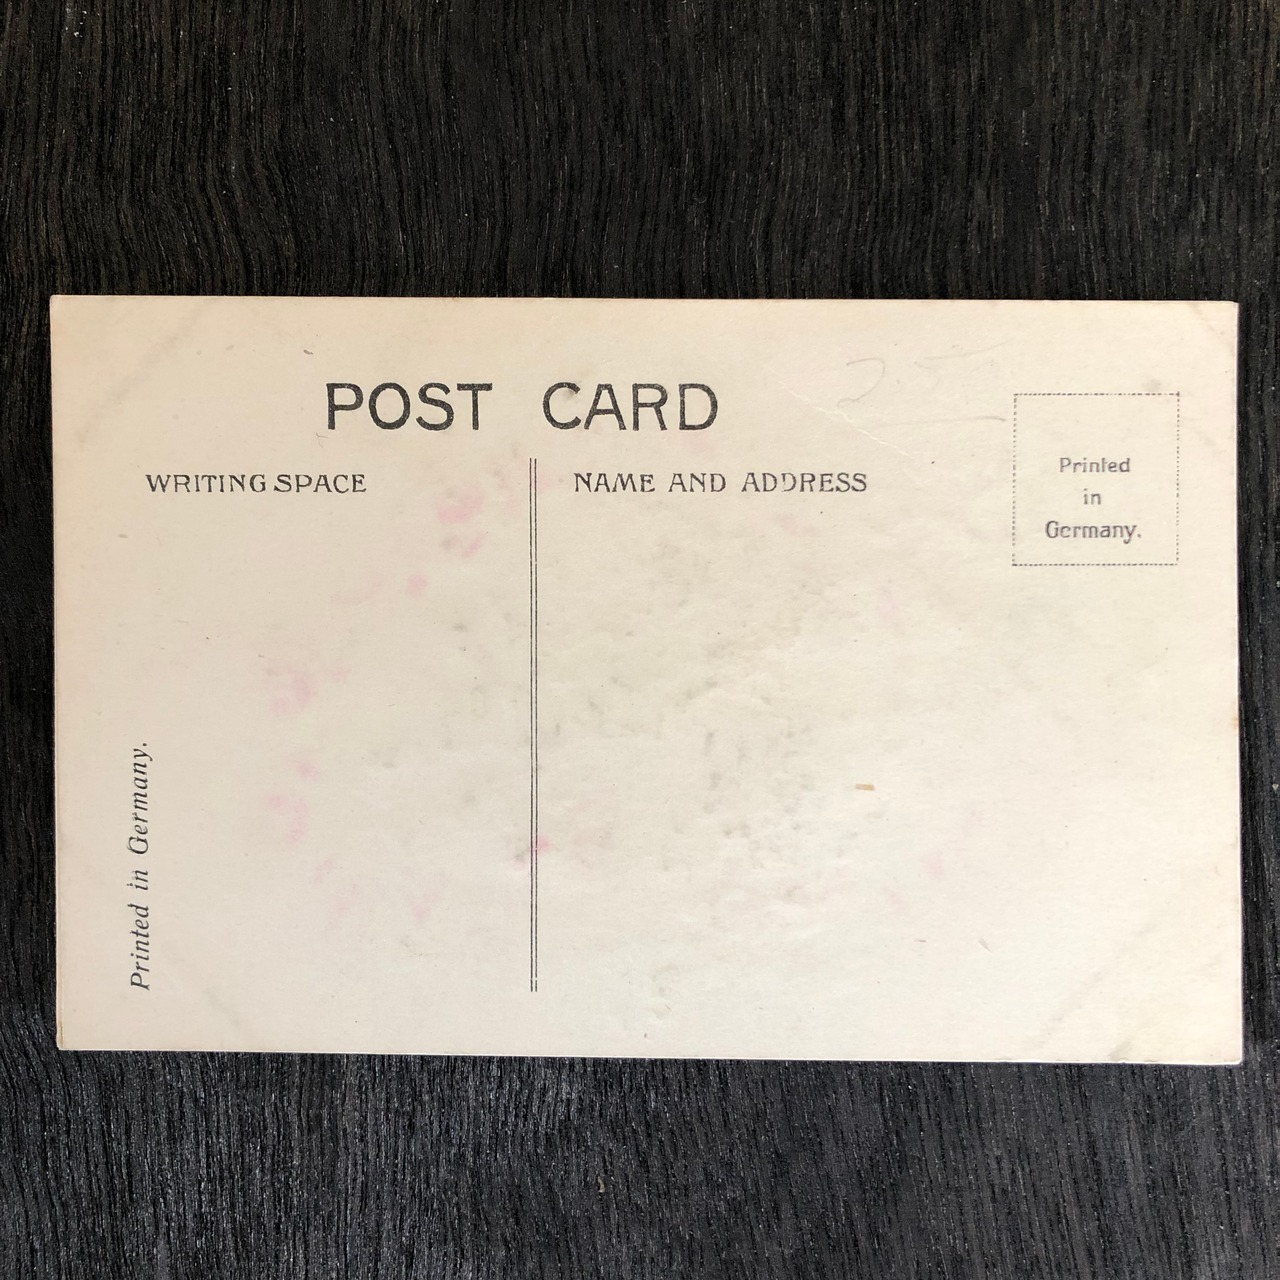 POST CARD
WRITING SPACE
NAME AND ADDRESS
Printed
in
Germany.
Printed in Germany.